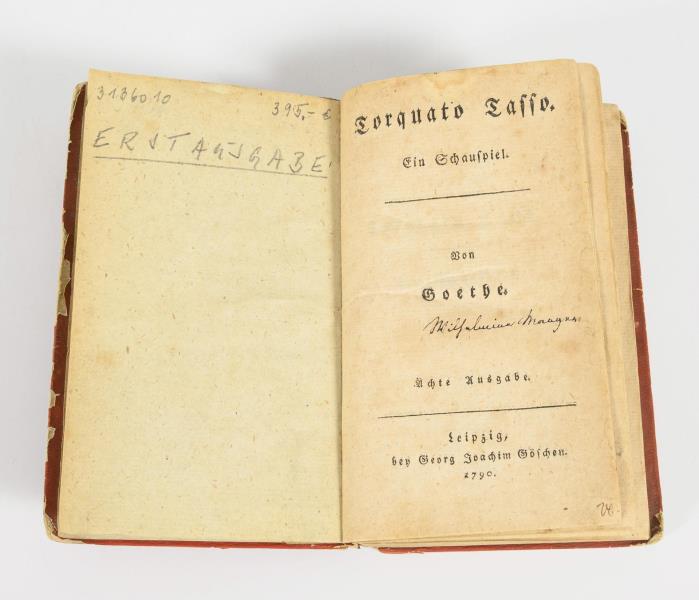 3136010
395.- €
ERSTAUSGABE
Torquato Taſſo.
Ein Schauſpiel.
Von
Goethe.
Ächte Ausgabe.
Leipzig,
bey Georg Joachim Göſchen.
1790.